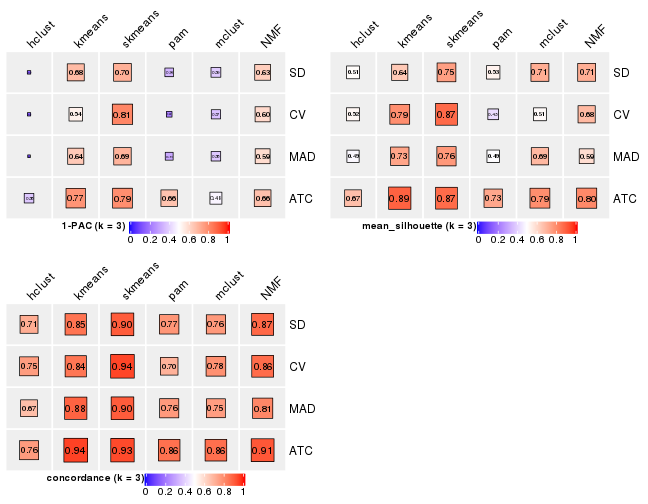 hclust kmeans skmeans pam mclust NMF
0.68 0.70 0.63 SD
0.54 0.81 0.60 CV
0.64 0.69 0.59 MAD
0.77 0.79 0.66 0.66 ATC
1-PAC (k = 3)
0 0.2 0.4 0.6 0.8 1
hclust kmeans skmeans pam mclust NMF
0.51 0.64 0.75 0.53 0.71 0.71 SD
0.52 0.79 0.87 0.51 0.68 CV
0.49 0.73 0.76 0.49 0.69 0.59 MAD
0.67 0.89 0.87 0.73 0.79 0.80 ATC
mean_silhouette (k = 3)
0 0.2 0.4 0.6 0.8 1
hclust kmeans skmeans pam mclust NMF
0.71 0.85 0.90 0.77 0.76 0.87 SD
0.75 0.84 0.94 0.70 0.78 0.86 CV
0.67 0.88 0.90 0.76 0.75 0.81 MAD
0.76 0.94 0.93 0.86 0.86 0.91 ATC
concordance (k = 3)
0 0.2 0.4 0.6 0.8 1